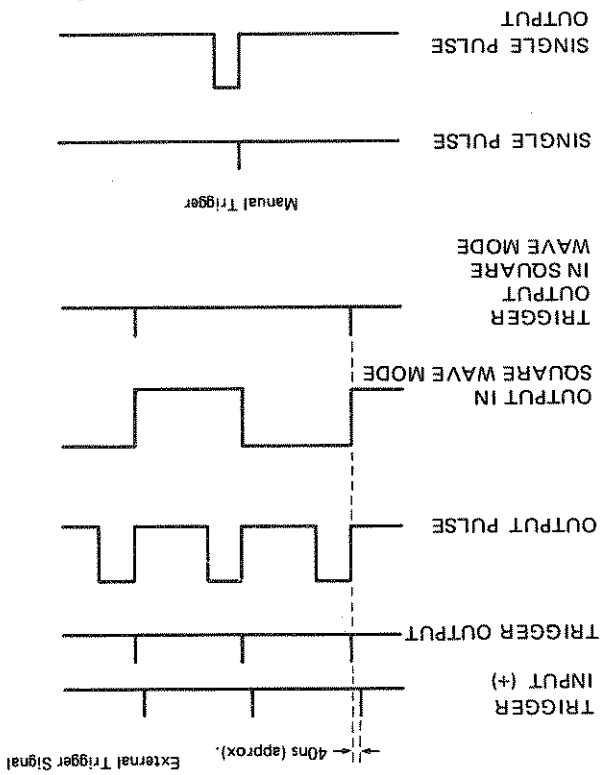 External Trigger Signal
40ns (approx).
TRIGGER
INPUT (+)
TRIGGER OUTPUT
OUTPUT PULSE
OUTPUT IN
SQUARE WAVE MODE
TRIGGER
OUTPUT
IN SQUARE
WAVE MODE
Manual Trigger
SINGLE PULSE
SINGLE PULSE
OUTPUT